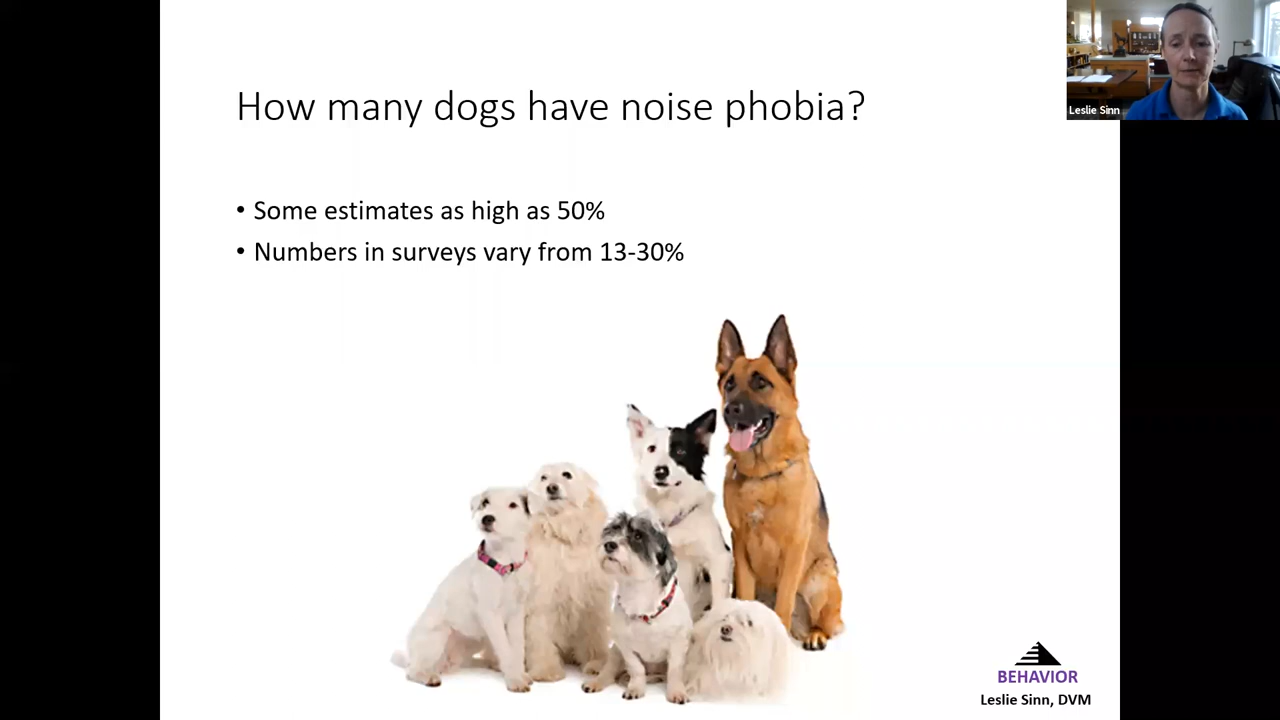 How many dogs have noise phobia?
• Some estimates as high as 50%
• Numbers in surveys vary from 13-30%
Leslie Sinn
BEHAVIOR
Leslie Sinn, DVM